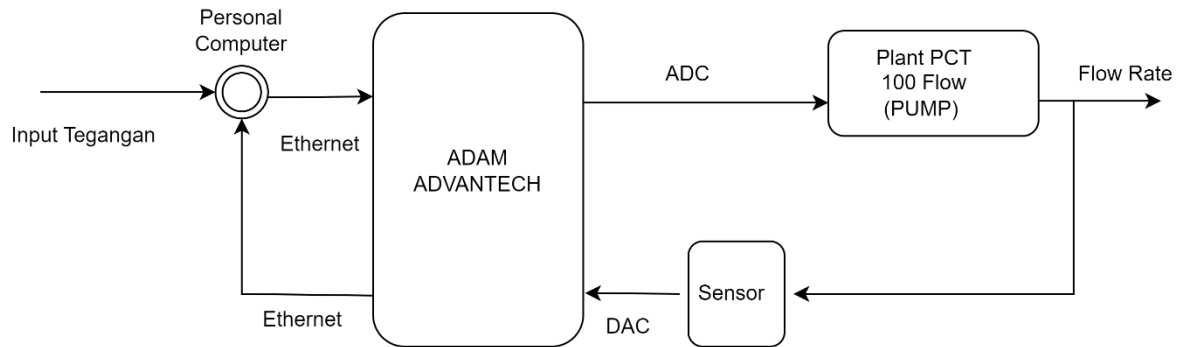 Personal
Computer
Input Tegangan
Ethernet
ADAM
ADVANTECH
ADC
Plant PCT
100 Flow
(PUMP)
Flow Rate
Ethernet
DAC
Sensor